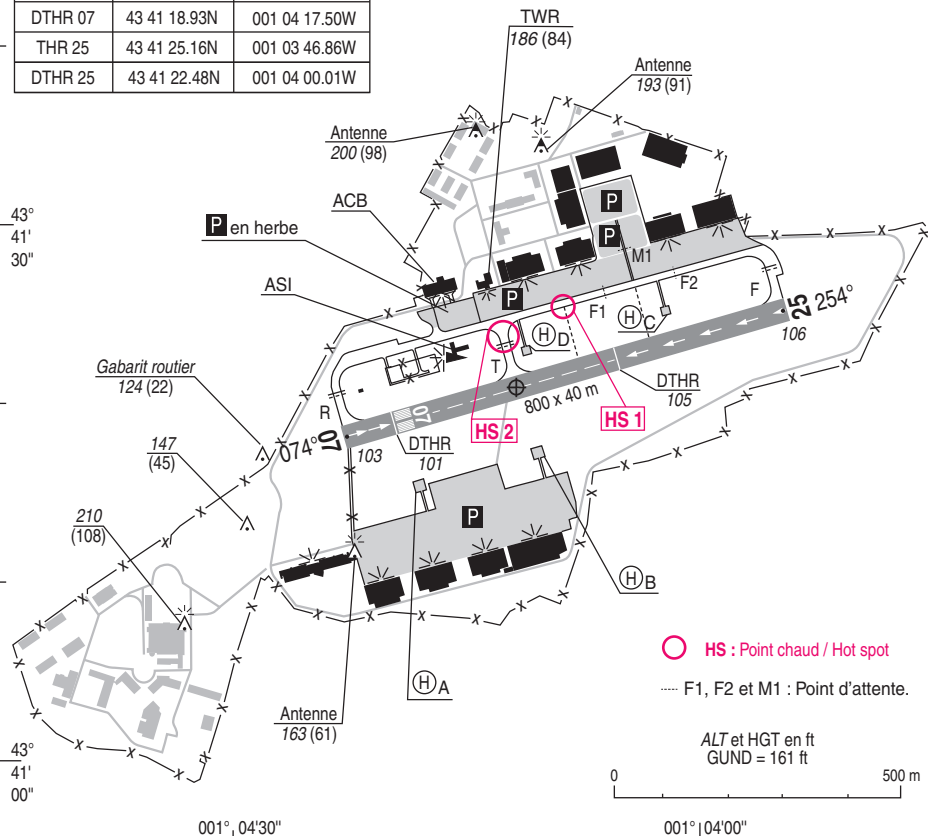 DTHR 07 43 41 18.93N 001 04 17.50W
THR 25 43 41 25.16N 001 03 46.86W
DTHR 25 43 41 22.48N 001 04 00.01W
TWR
186 (84)
Antenne
193 (91)
Antenne
200 (98)
ACB
P en herbe
ASI
43°
41'
30"
P
P
M1
P
F1
F2
F
H C
H D
25 254°
106
T
Gabarit routier
124 (22)
DTHR
105
800 x 40 m
HS 1
HS 2
R
07
074° 07
103
DTHR
101
147
(45)
P
210
(108)
H B
H A
HS : Point chaud / Hot spot
F1, F2 et M1 : Point d'attente.
Antenne
163 (61)
ALT et HGT en ft
GUND = 161 ft
43°
41'
00"
0 500 m
001° 04'30" 001° 04'00"